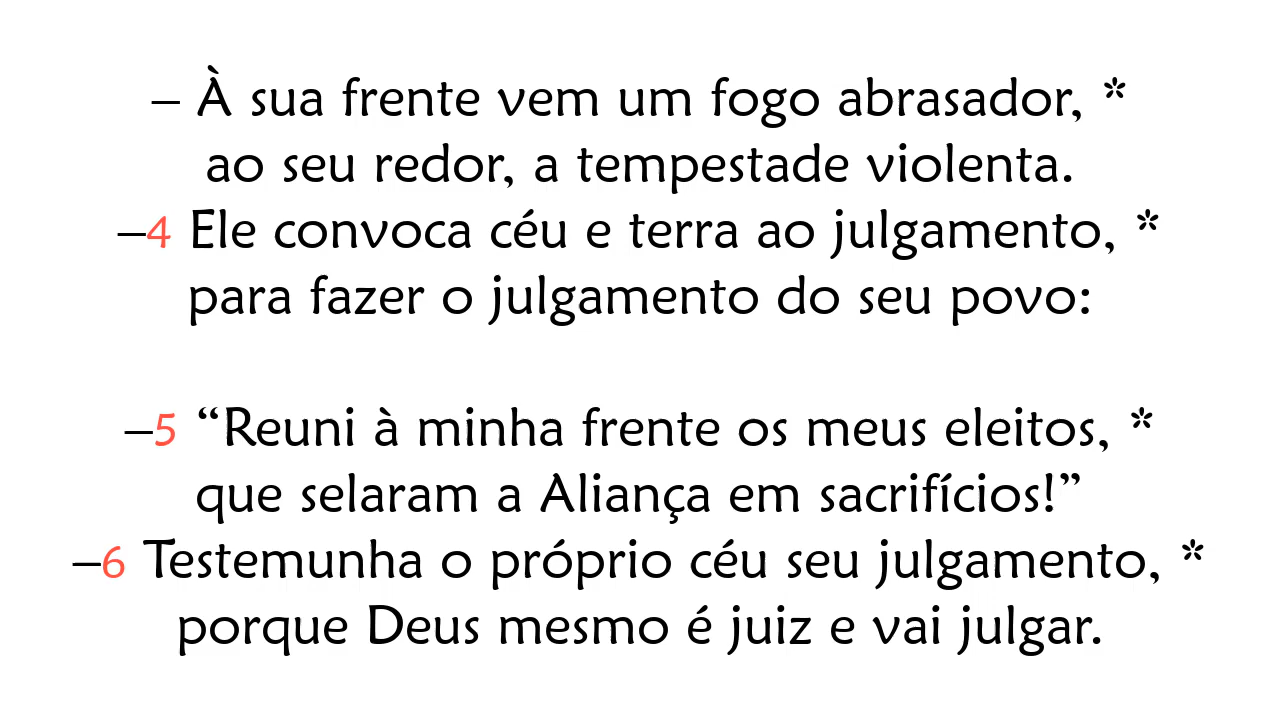 – À sua frente vem um fogo abrasador, *
ao seu redor, a tempestade violenta.
–4 Ele convoca céu e terra ao julgamento, *
para fazer o julgamento do seu povo:
–5 “Reuni à minha frente os meus eleitos, *
que selaram a Aliança em sacrifícios!”
–6 Testemunha o próprio céu seu julgamento, *
porque Deus mesmo é juiz e vai julgar.